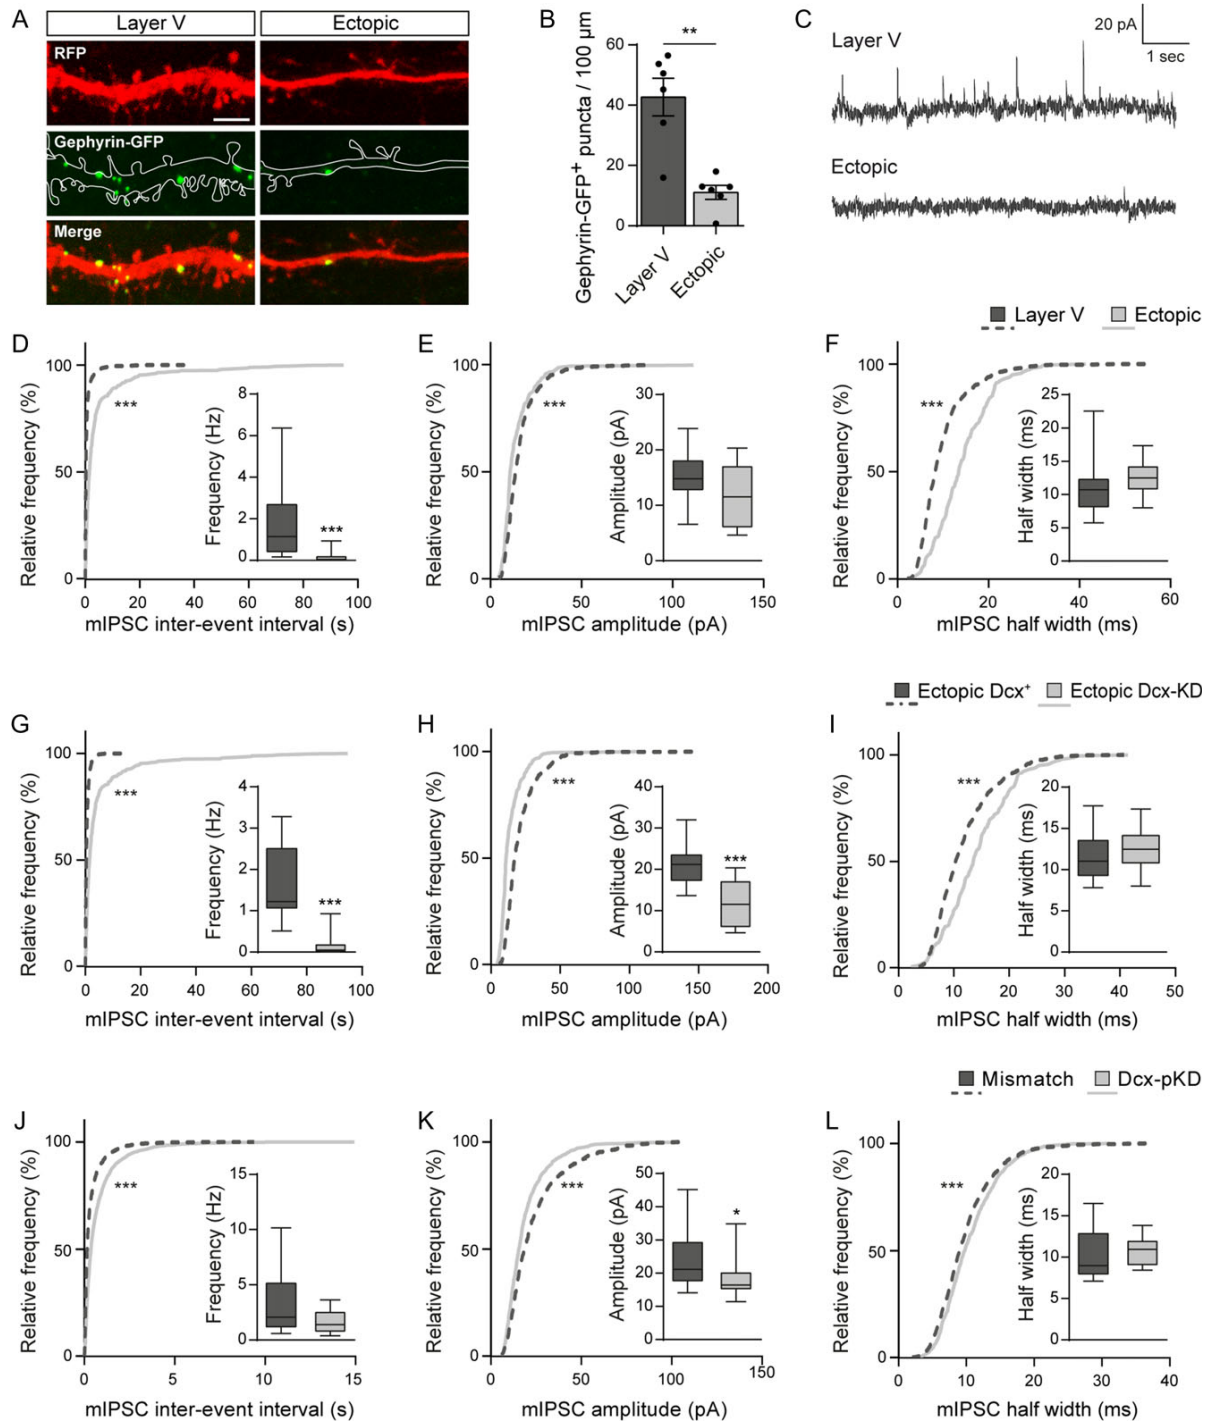 A
Layer V
Ectopic
RFP
Gephyrin-GFP
Merge
B
Gephyrin-GFP⁺ puncta / 100 µm
**
60
40
20
0
Layer V
Ectopic
C
20 pA
1 sec
Layer V
Ectopic
Layer V Ectopic
D
Relative frequency (%)
100
50
0
***
Frequency (Hz)
8
6
4
2
0
***
0 20 40 60 80 100
mIPSC inter-event interval (s)
E
Relative frequency (%)
100
50
0
***
Amplitude (pA)
30
20
10
0
0 50 100 150
mIPSC amplitude (pA)
F
Relative frequency (%)
100
50
0
***
Half width (ms)
25
20
15
10
5
0
0 20 40 60
mIPSC half width (ms)
Ectopic Dcx⁺ Ectopic Dcx-KD
G
Relative frequency (%)
100
50
0
***
Frequency (Hz)
4
3
2
1
0
***
0 20 40 60 80 100
mIPSC inter-event interval (s)
H
Relative frequency (%)
100
50
0
***
Amplitude (pA)
40
30
20
10
0
***
0 50 100 150 200
mIPSC amplitude (pA)
I
Relative frequency (%)
100
50
0
***
Half width (ms)
20
15
10
5
0
0 10 20 30 40 50
mIPSC half width (ms)
Mismatch Dcx-pKD
J
Relative frequency (%)
100
50
0
***
Frequency (Hz)
15
10
5
0
0 5 10 15
mIPSC inter-event interval (s)
K
Relative frequency (%)
100
50
0
***
Amplitude (pA)
50
40
30
20
10
0
*
0 50 100 150
mIPSC amplitude (pA)
L
Relative frequency (%)
100
50
0
***
Half width (ms)
20
15
10
5
0
0 10 20 30 40
mIPSC half width (ms)